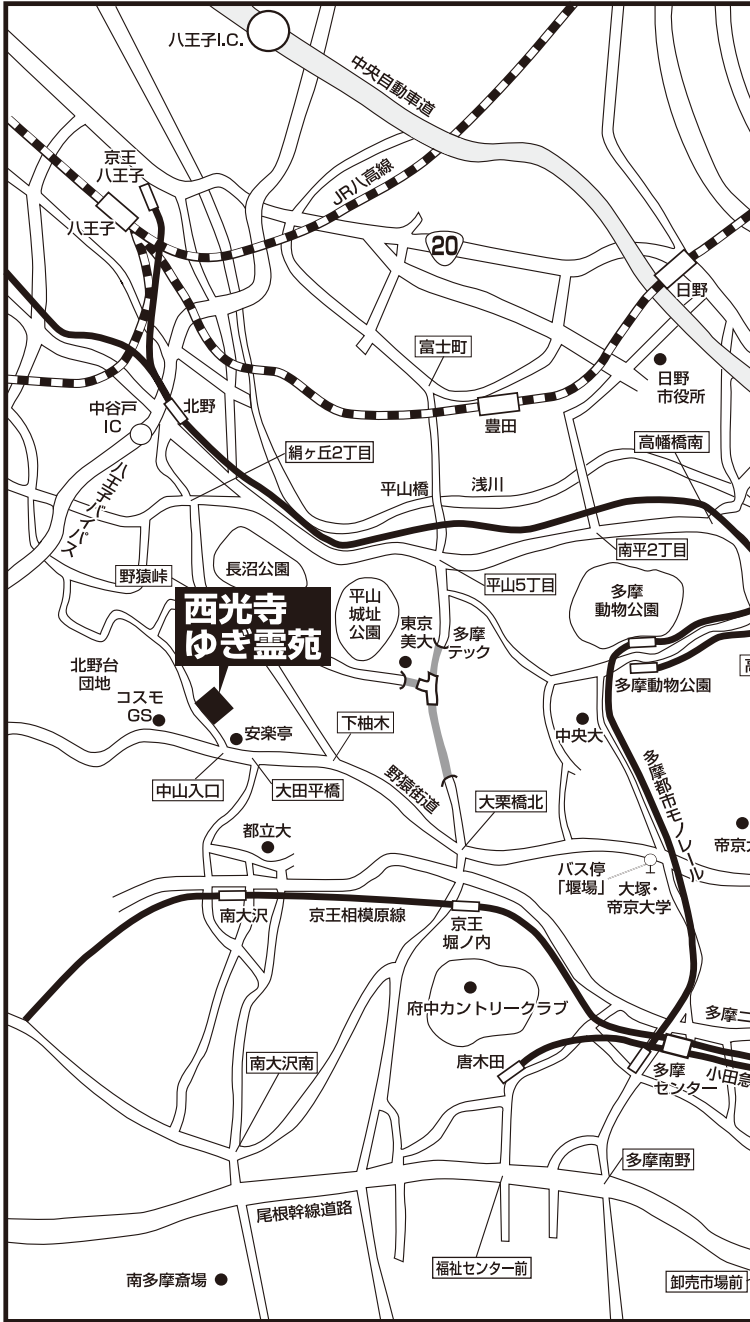 八王子I.C.
中央自動車道
京王
八王子
JR八高線
八王子
20
日野
富士町
日野
市役所
中谷戸
IC
北野
豊田
高幡橋南
絹ヶ丘2丁目
平山橋
浅川
八王子バイパス
南平2丁目
野猿峠
長沼公園
平山5丁目
平山
城址
公園
多摩
動物公園
西光寺
ゆぎ霊苑
東京
美大
多摩
テック
北野台
団地
多摩動物公園
コスモ
GS
安楽亭
下柚木
中央大
多摩都市モノレール
中山入口
大田平橋
野猿街道
大栗橋北
都立大
帝京大
バス停
「堰場」
大塚・
帝京大学
南大沢
京王相模原線
京王
堀ノ内
府中カントリークラブ
多摩ニ
南大沢南
唐木田
多摩
センター
小田急
多摩南野
尾根幹線道路
福祉センター前
南多摩斎場
卸売市場前